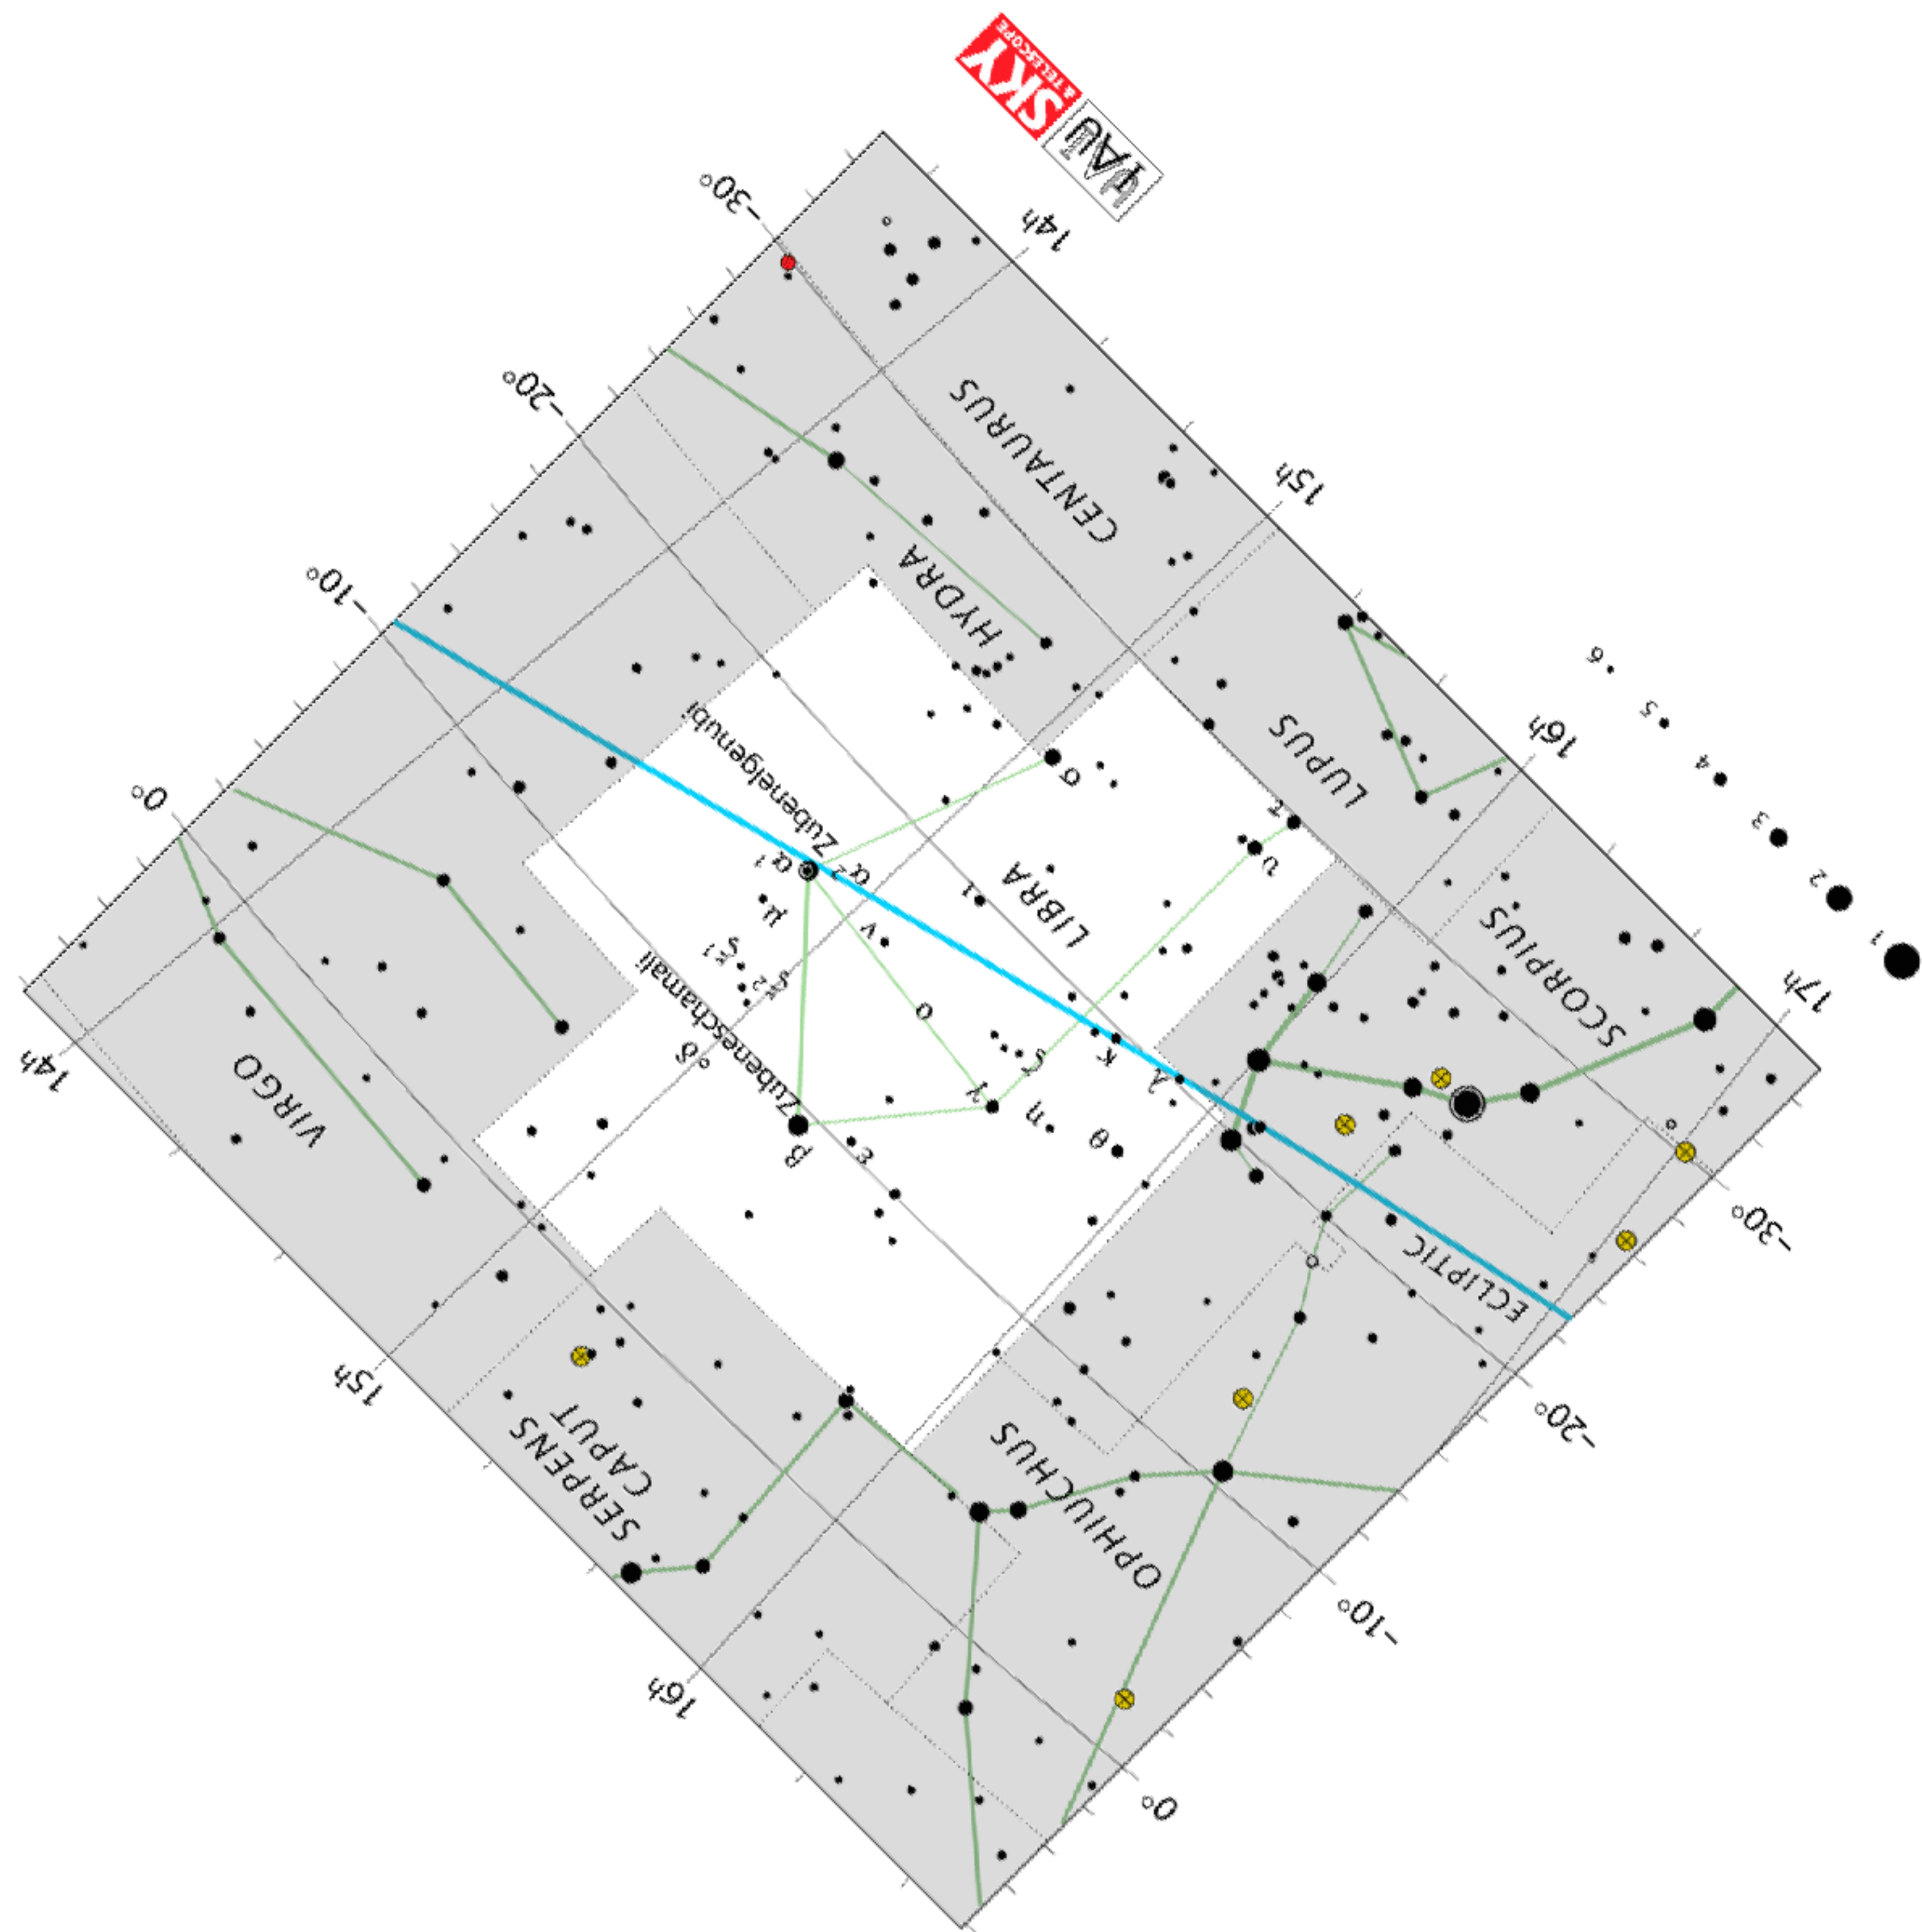 SKY
& TELESCOPE
IAU
14h
15h
16h
17h
-30°
-20°
-10°
0°
CENTAURUS
HYDRA
LUPUS
SCORPIUS
LIBRA
VIRGO
SERPENS
CAPUT
OPHIUCHUS
ECLIPTIC
Zubenelgenubi
Zubeneschamali
α¹
α²
μ
ν
ξ¹
ξ²
δ
β
ε
ι
ο
γ
ζ
η
θ
κ
λ
σ
υ
τ
14h
15h
16h
0°
-10°
-20°
-30°
1
2
3
4
5
6